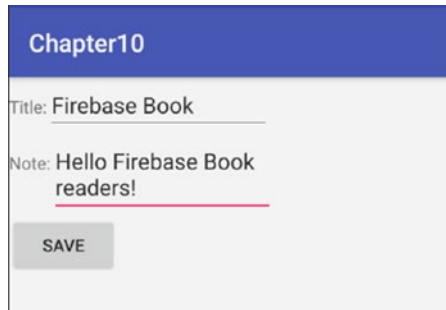 Chapter10
Title: Firebase Book
Note: Hello Firebase Book
readers!
SAVE